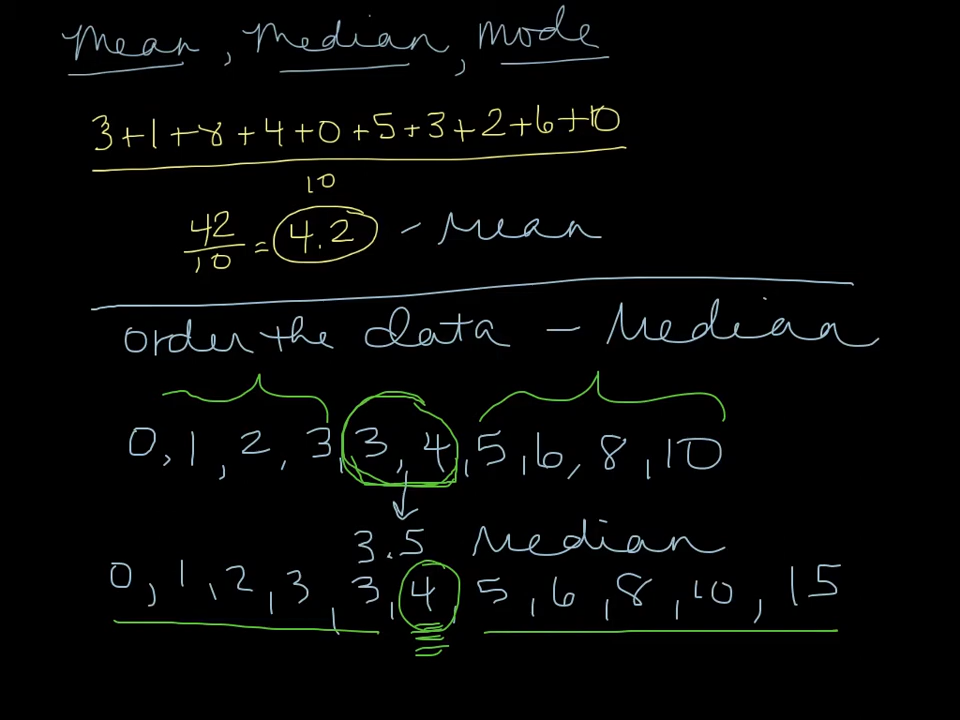 Mean, Median, Mode
3+1+8+4+0+5+3+2+6+10
10
42
10
= 4.2 - Mean
order the data - Median
0, 1, 2, 3, 3, 4, 5, 6, 8, 10
3.5 Median
0, 1, 2, 3, 3, 4, 5, 6, 8, 10, 15